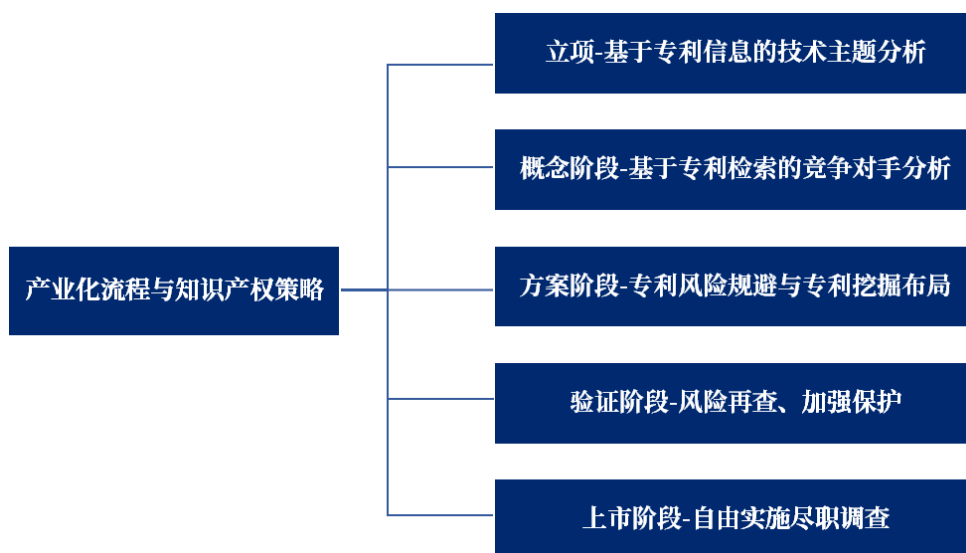 立项-基于专利信息的技术主题分析
概念阶段-基于专利检索的竞争对手分析
产业化流程与知识产权策略
方案阶段-专利风险规避与专利挖掘布局
验证阶段-风险再查、加强保护
上市阶段-自由实施尽职调查